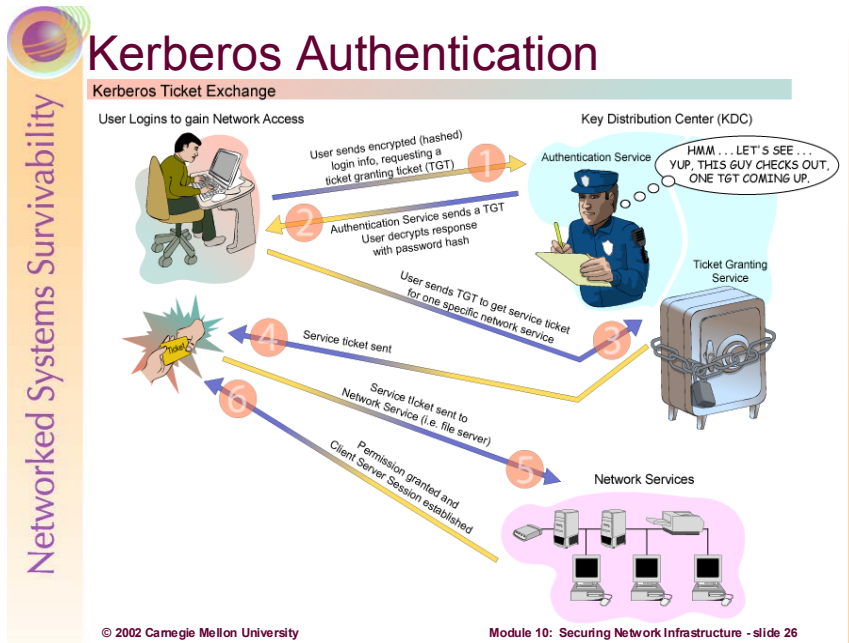 Networked Systems Survivability
Kerberos Authentication
Kerberos Ticket Exchange
User Logins to gain Network Access
Key Distribution Center (KDC)
User sends encrypted (hashed)
login info, requesting a
ticket granting ticket (TGT)
1
Authentication Service
HMM . . . LET'S SEE . . .
YUP, THIS GUY CHECKS OUT,
ONE TGT COMING UP.
2
Authentication Service sends a TGT
User decrypts response
with password hash
Ticket Granting
Service
User sends TGT to get service ticket
for one specific network service
3
4
Service ticket sent
Ticket
Service tIcket sent to
Network Service (i.e. file server)
5
6
Permission granted and
Client Server Session established
Network Services
© 2002 Carnegie Mellon University
Module 10: Securing Network Infrastructure - slide 26